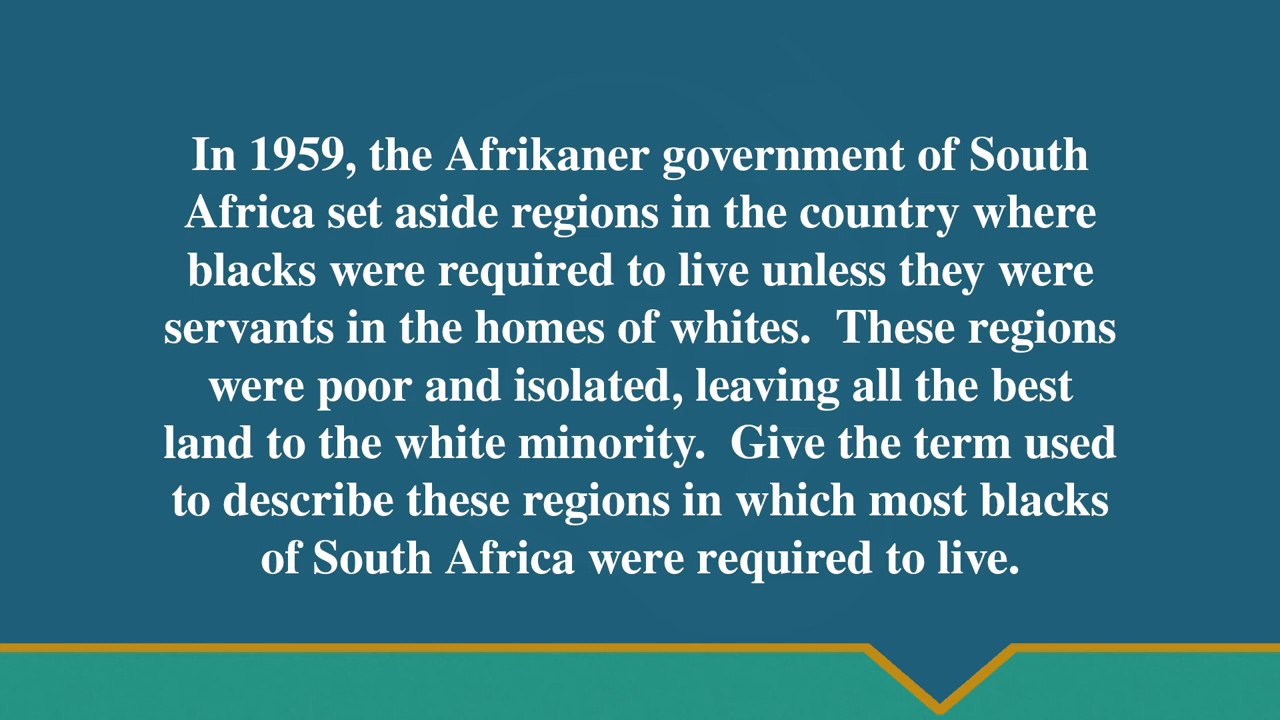 In 1959, the Afrikaner government of South
Africa set aside regions in the country where
blacks were required to live unless they were
servants in the homes of whites.  These regions
were poor and isolated, leaving all the best
land to the white minority.  Give the term used
to describe these regions in which most blacks
of South Africa were required to live.